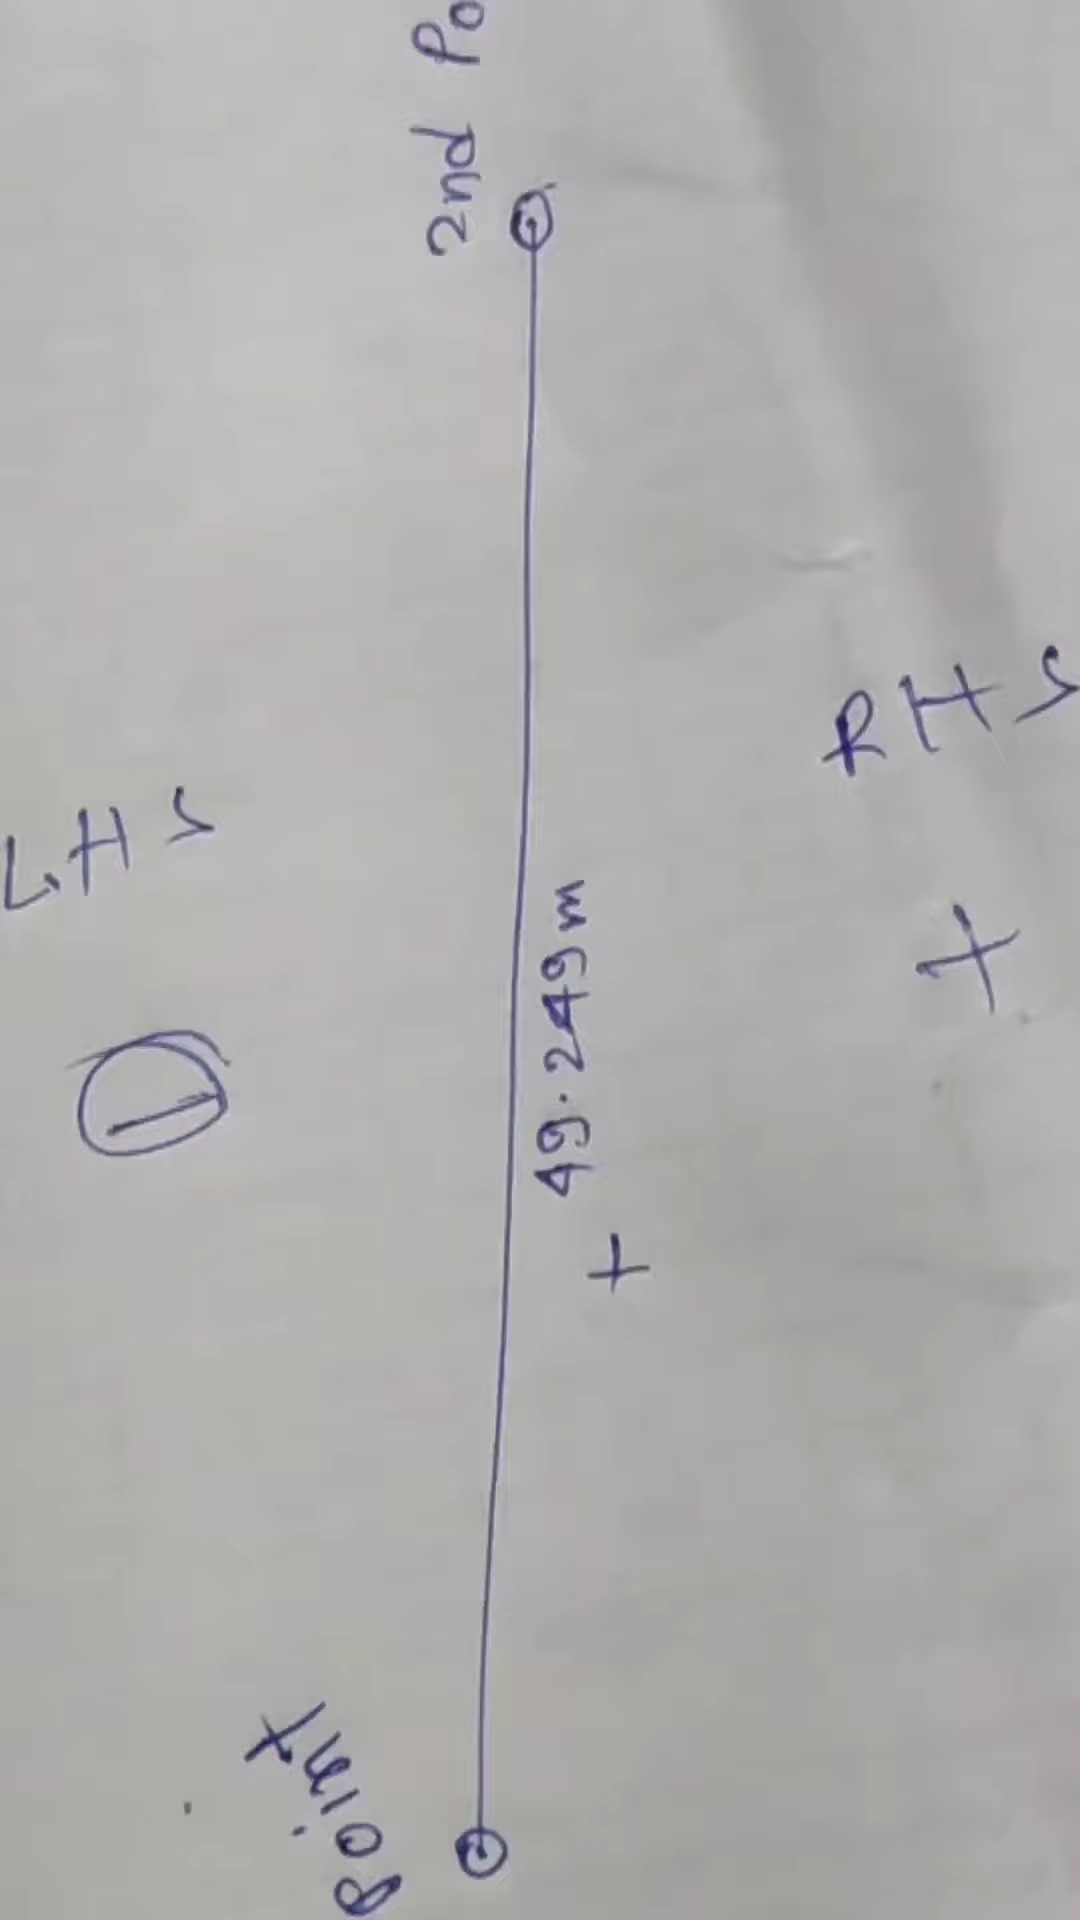 2nd Po
LHS
RHS
-
+
49.249m
+
Point